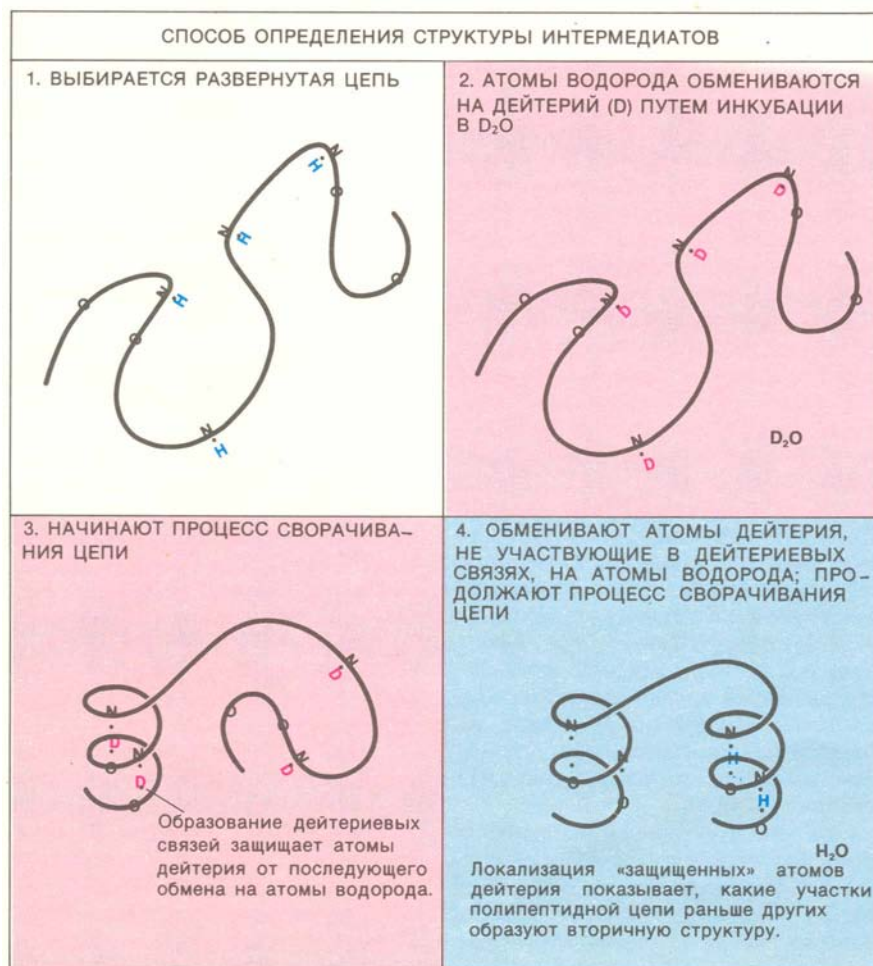 СПОСОБ ОПРЕДЕЛЕНИЯ СТРУКТУРЫ ИНТЕРМЕДИАТОВ
1. ВЫБИРАЕТСЯ РАЗВЕРНУТАЯ ЦЕПЬ
N
H
O
N
H
O
O
N
H
O
N
H
2. АТОМЫ ВОДОРОДА ОБМЕНИВАЮТСЯ
НА ДЕЙТЕРИЙ (D) ПУТЕМ ИНКУБАЦИИ
В D₂O
N
D
O
N
D
O
O
N
D
O
N
D
D₂O
3. НАЧИНАЮТ ПРОЦЕСС СВОРАЧИВА-
НИЯ ЦЕПИ
N
D
N
D
O
O
O
N
D
N
D
O
Образование дейтериевых
связей защищает атомы
дейтерия от последующего
обмена на атомы водорода.
4. ОБМЕНИВАЮТ АТОМЫ ДЕЙТЕРИЯ,
НЕ УЧАСТВУЮЩИЕ В ДЕЙТЕРИЕВЫХ
СВЯЗЯХ, НА АТОМЫ ВОДОРОДА; ПРО-
ДОЛЖАЮТ ПРОЦЕСС СВОРАЧИВАНИЯ
ЦЕПИ
N
N
N
H
O
O
N
H
O
O
H₂O
Локализация «защищенных» атомов
дейтерия показывает, какие участки
полипептидной цепи раньше других
образуют вторичную структуру.